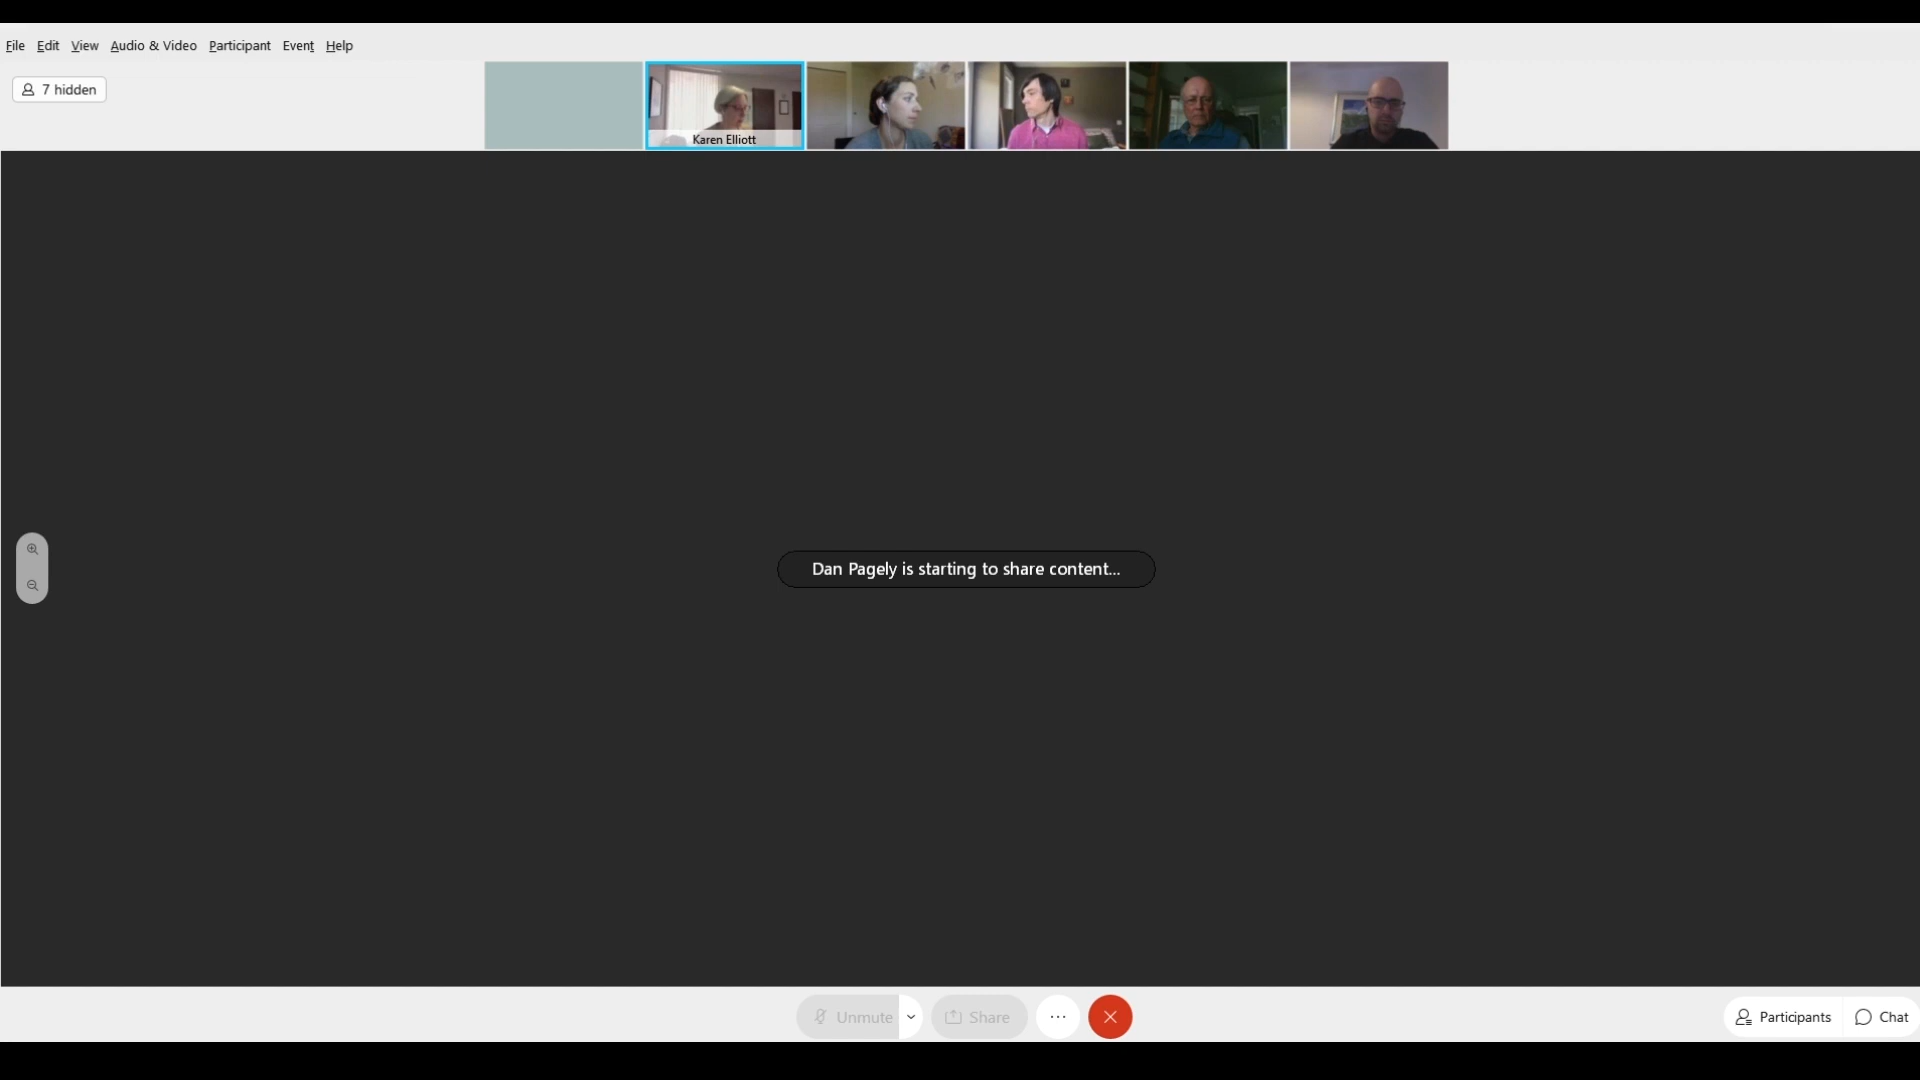 File Edit View Audio & Video Participant Event Help
7 hidden
Karen Elliott
Dan Pagely is starting to share content...
Unmute Share ... Participants Chat